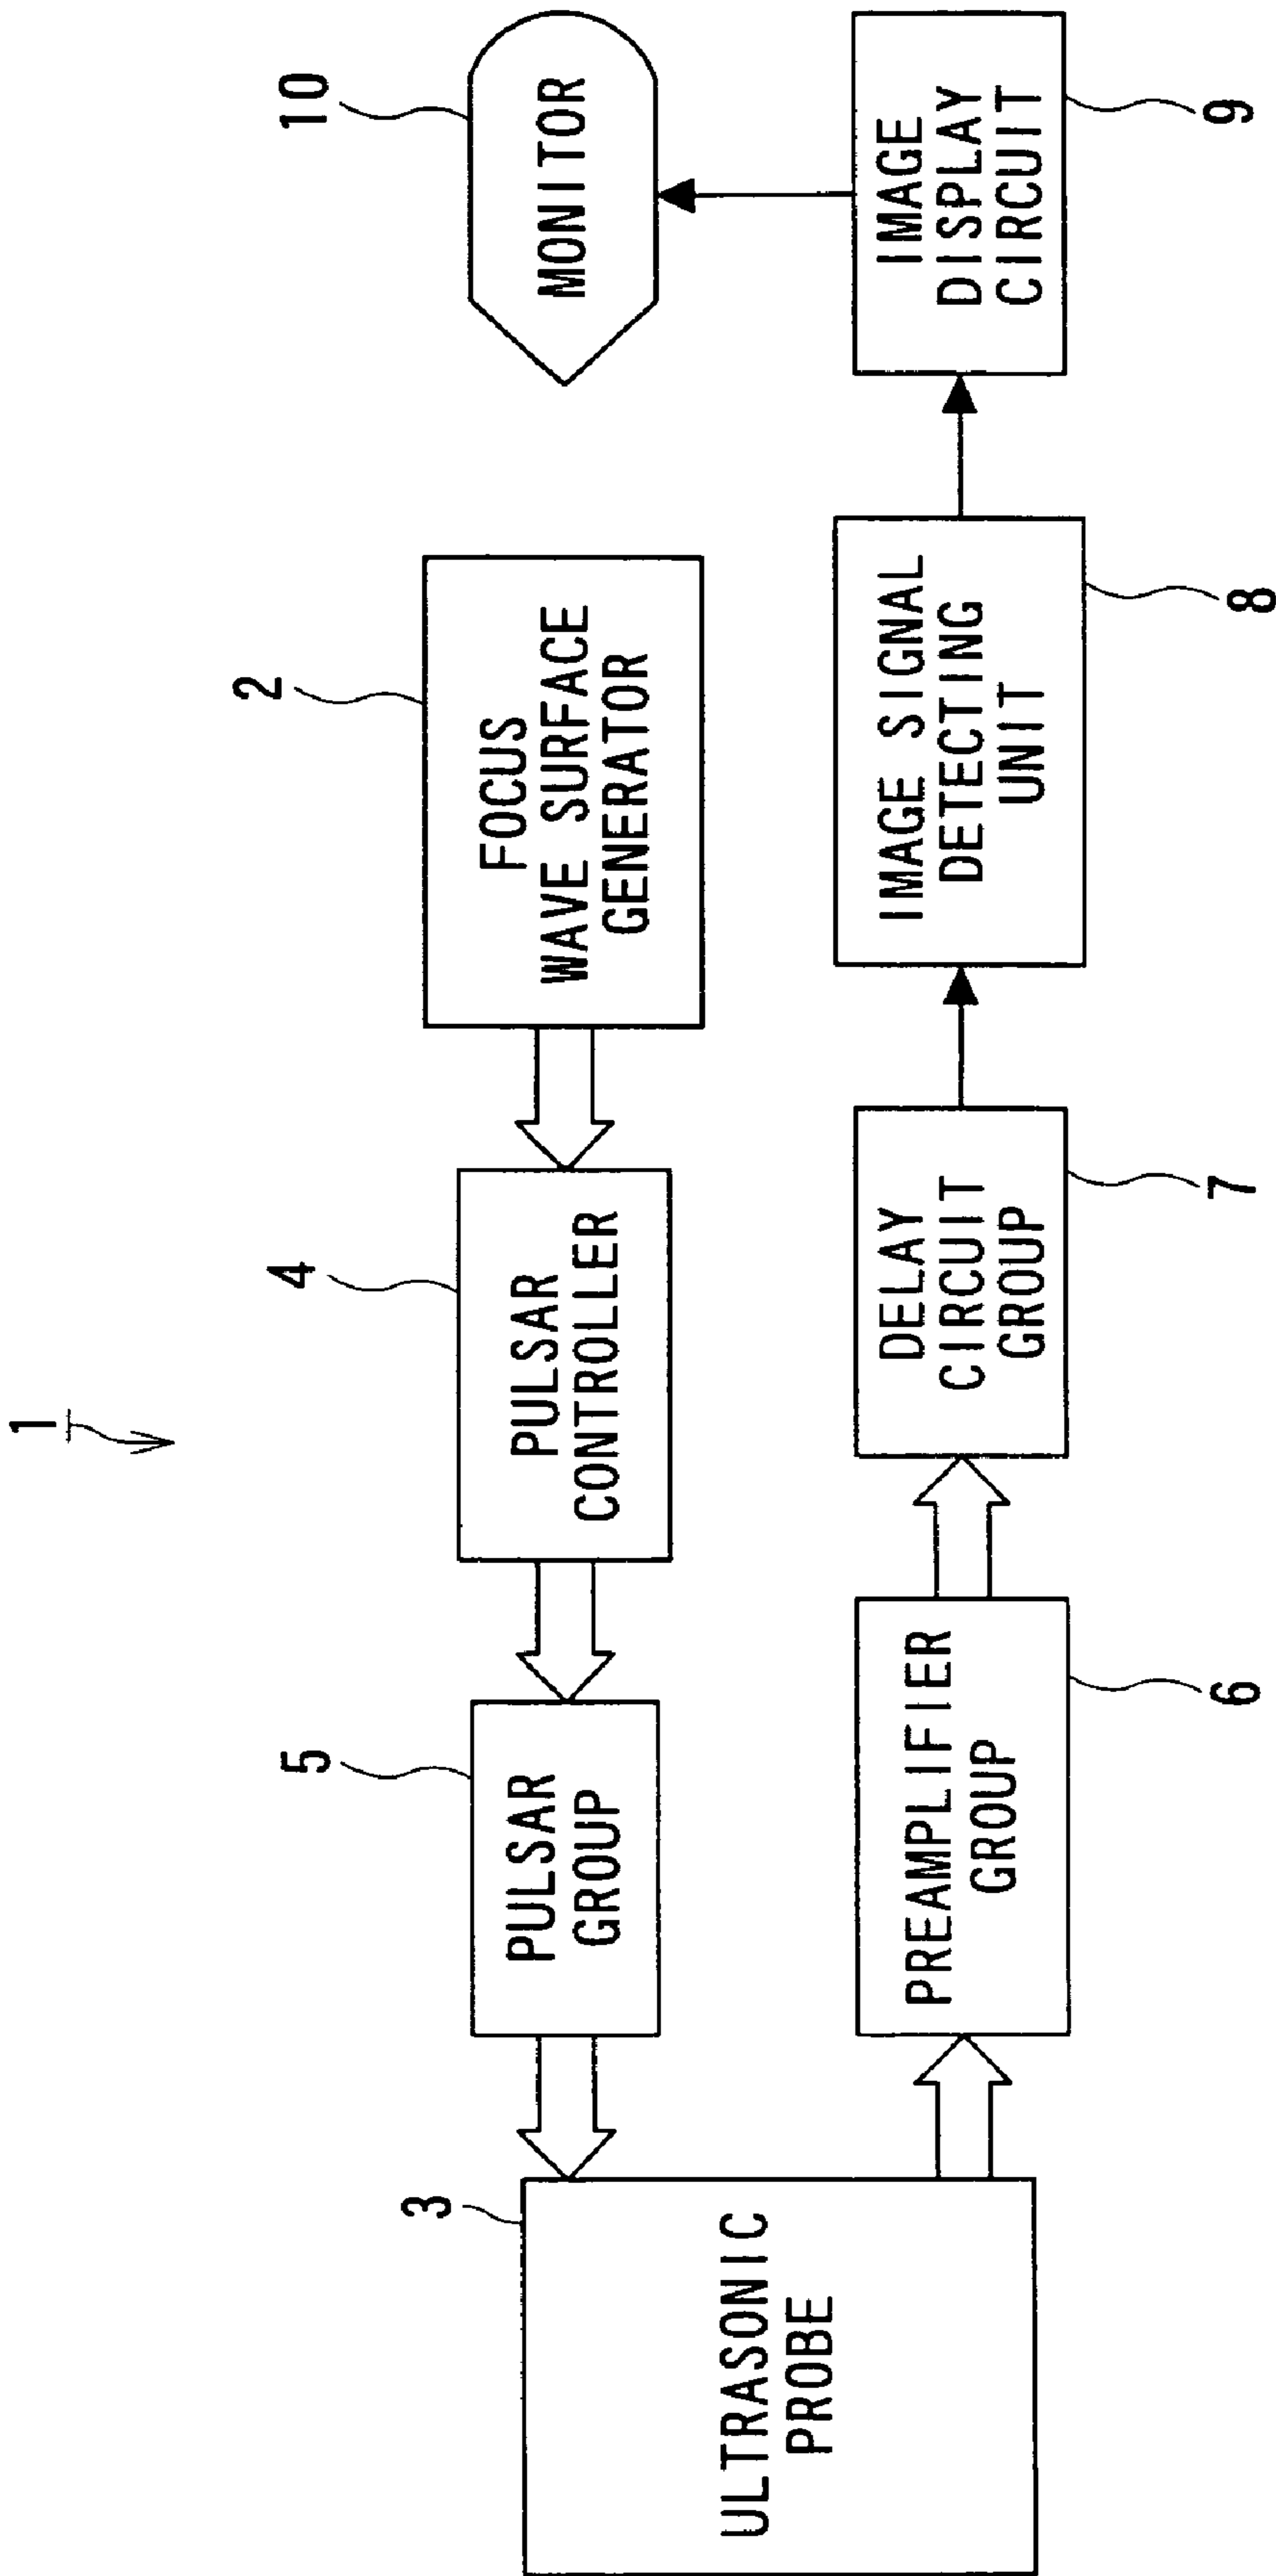 1
10
MONITOR
2
FOCUS
WAVE SURFACE
GENERATOR
4
PULSAR
CONTROLLER
5
PULSAR
GROUP
3
ULTRASONIC
PROBE
PREAMPLIFIER
GROUP
6
DELAY
CIRCUIT
GROUP
7
IMAGE SIGNAL
DETECTING
UNIT
8
IMAGE
DISPLAY
CIRCUIT
9